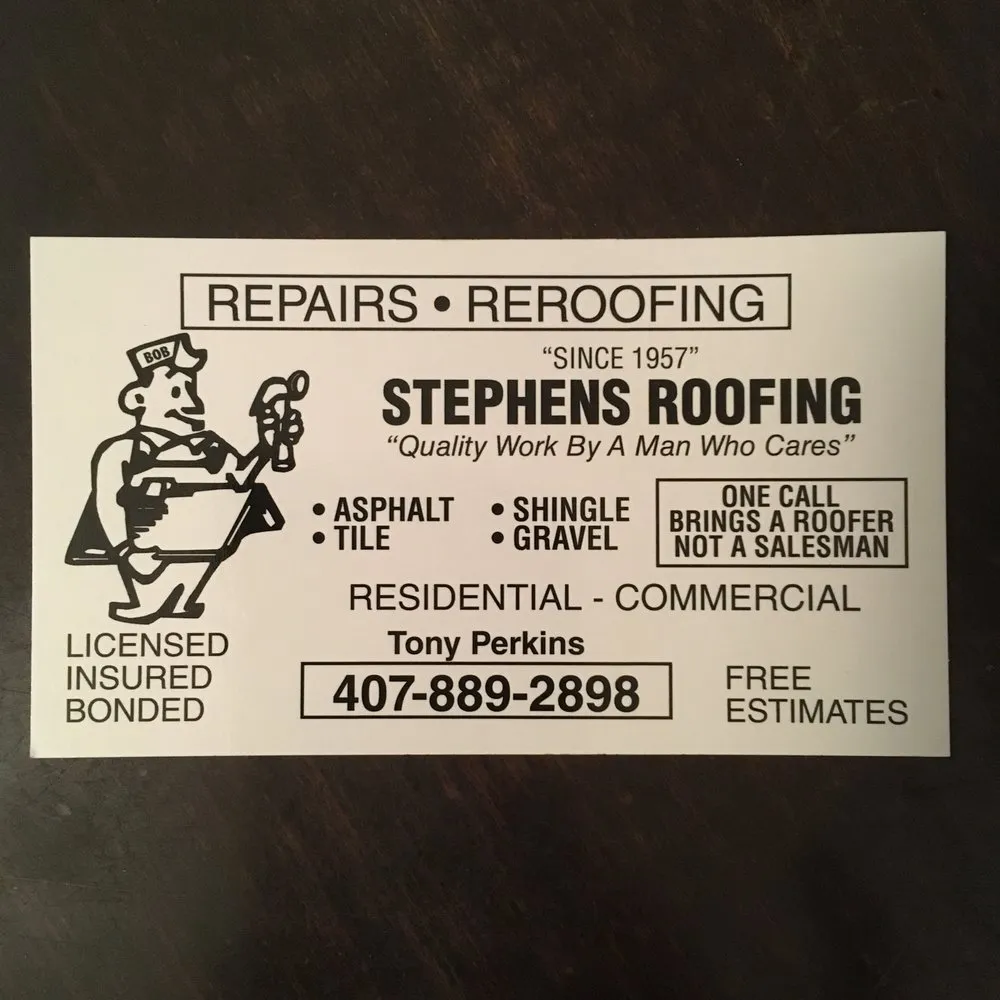 REPAIRS • REROOFING
BOB
“SINCE 1957”
STEPHENS ROOFING
“Quality Work By A Man Who Cares”
• ASPHALT • SHINGLE
• TILE • GRAVEL
ONE CALL
BRINGS A ROOFER
NOT A SALESMAN
RESIDENTIAL - COMMERCIAL
LICENSED
INSURED
BONDED
Tony Perkins
407-889-2898
FREE
ESTIMATES